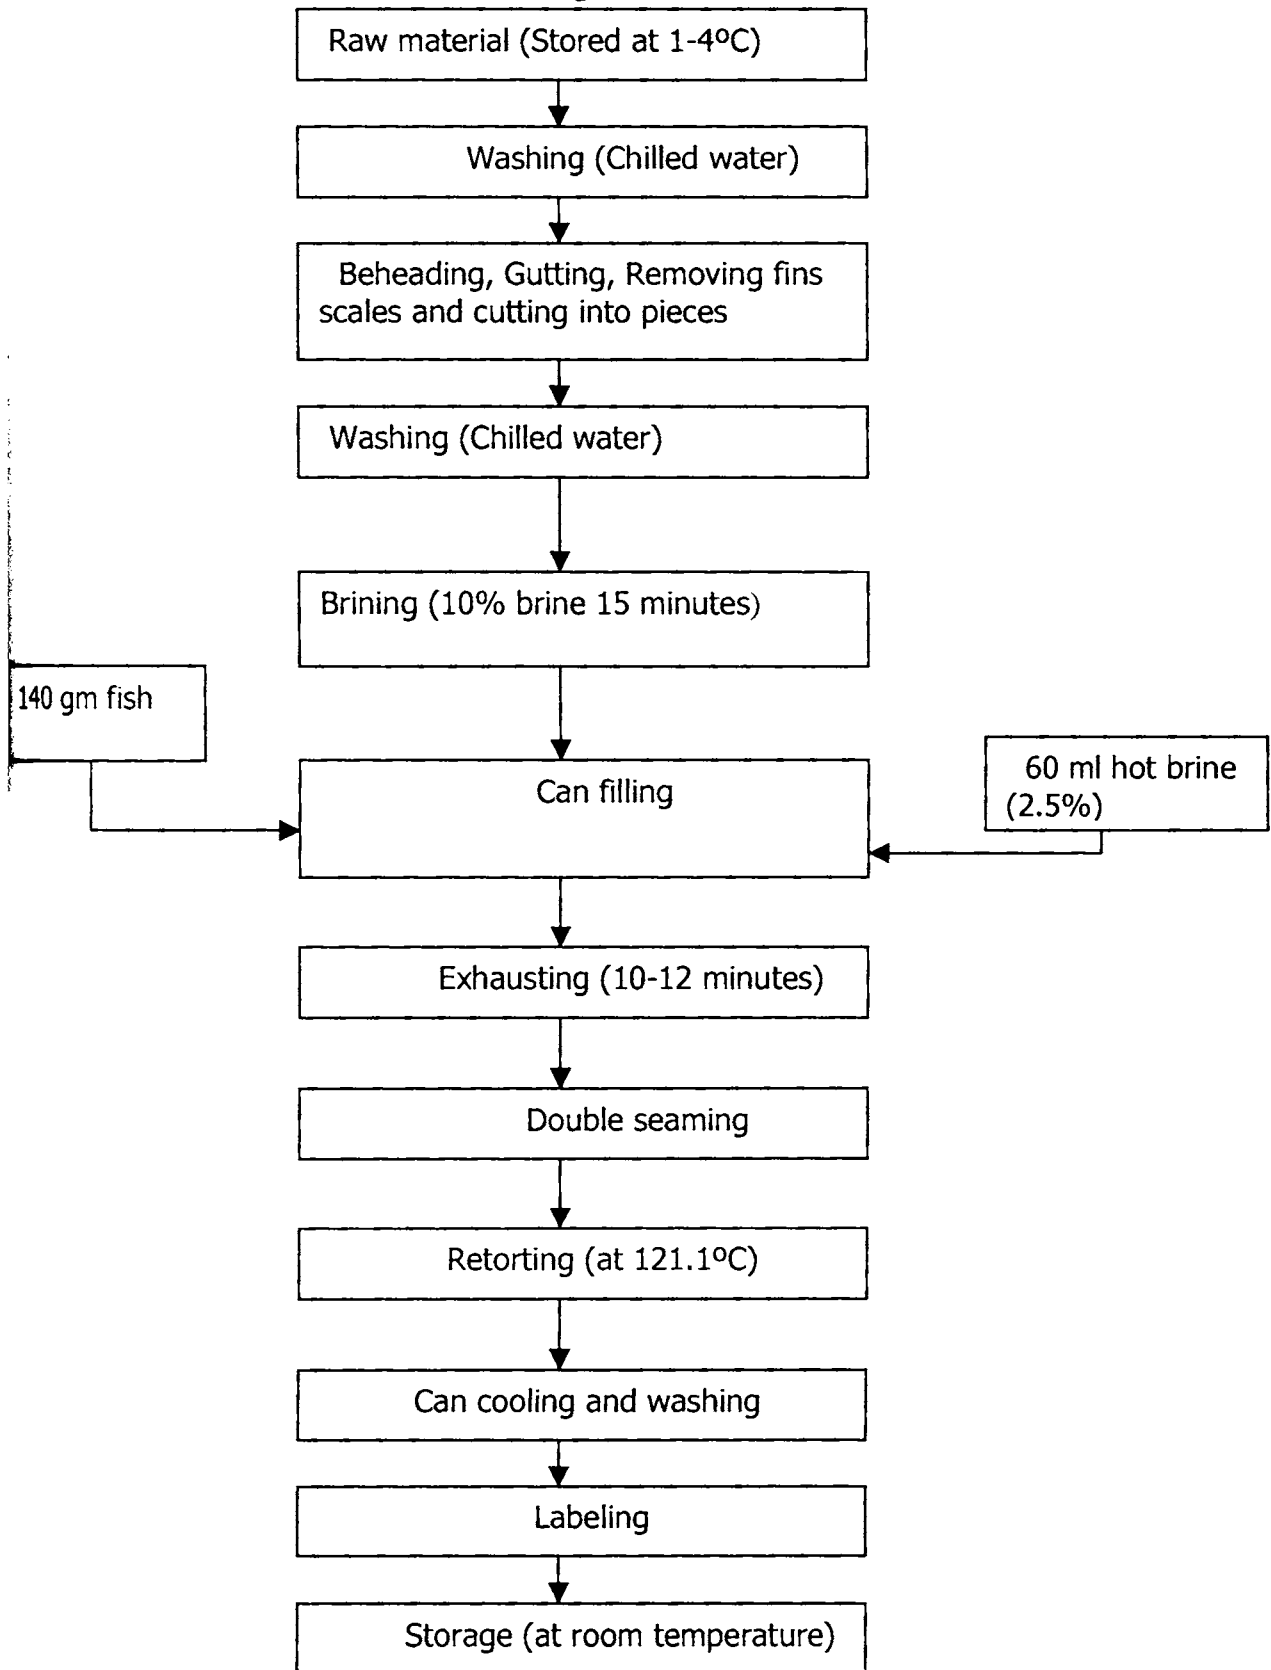 Raw material (Stored at 1-4ºC)
Washing (Chilled water)
Beheading, Gutting, Removing fins
scales and cutting into pieces
Washing (Chilled water)
Brining (10% brine 15 minutes)
140 gm fish
60 ml hot brine
(2.5%)
Can filling
Exhausting (10-12 minutes)
Double seaming
Retorting (at 121.1ºC)
Can cooling and washing
Labeling
Storage (at room temperature)